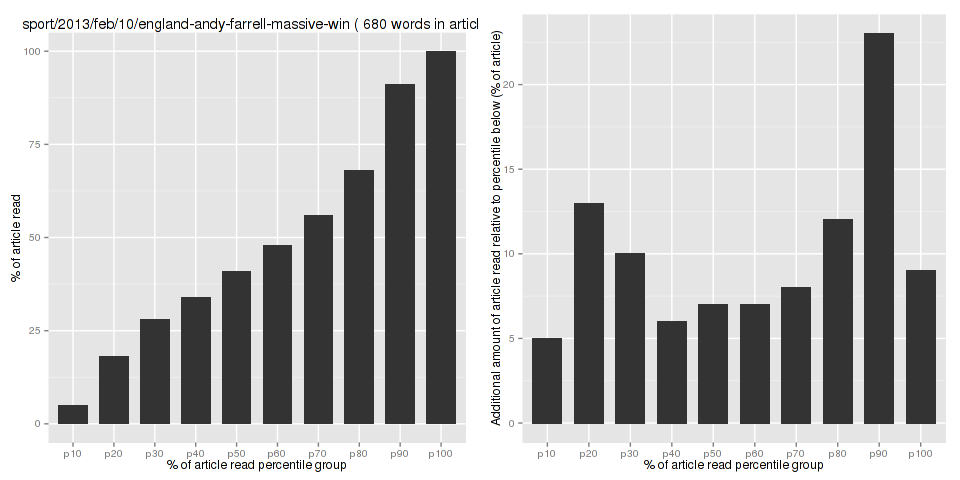 sport/2013/feb/10/england-andy-farrell-massive-win ( 680 words in articl
% of article read
100
75
50
25
0
p10 p20 p30 p40 p50 p60 p70 p80 p90 p100
% of article read percentile group
Additional amount of article read relative to percentile below (% of article)
20
15
10
5
0
p10 p20 p30 p40 p50 p60 p70 p80 p90 p100
% of article read percentile group